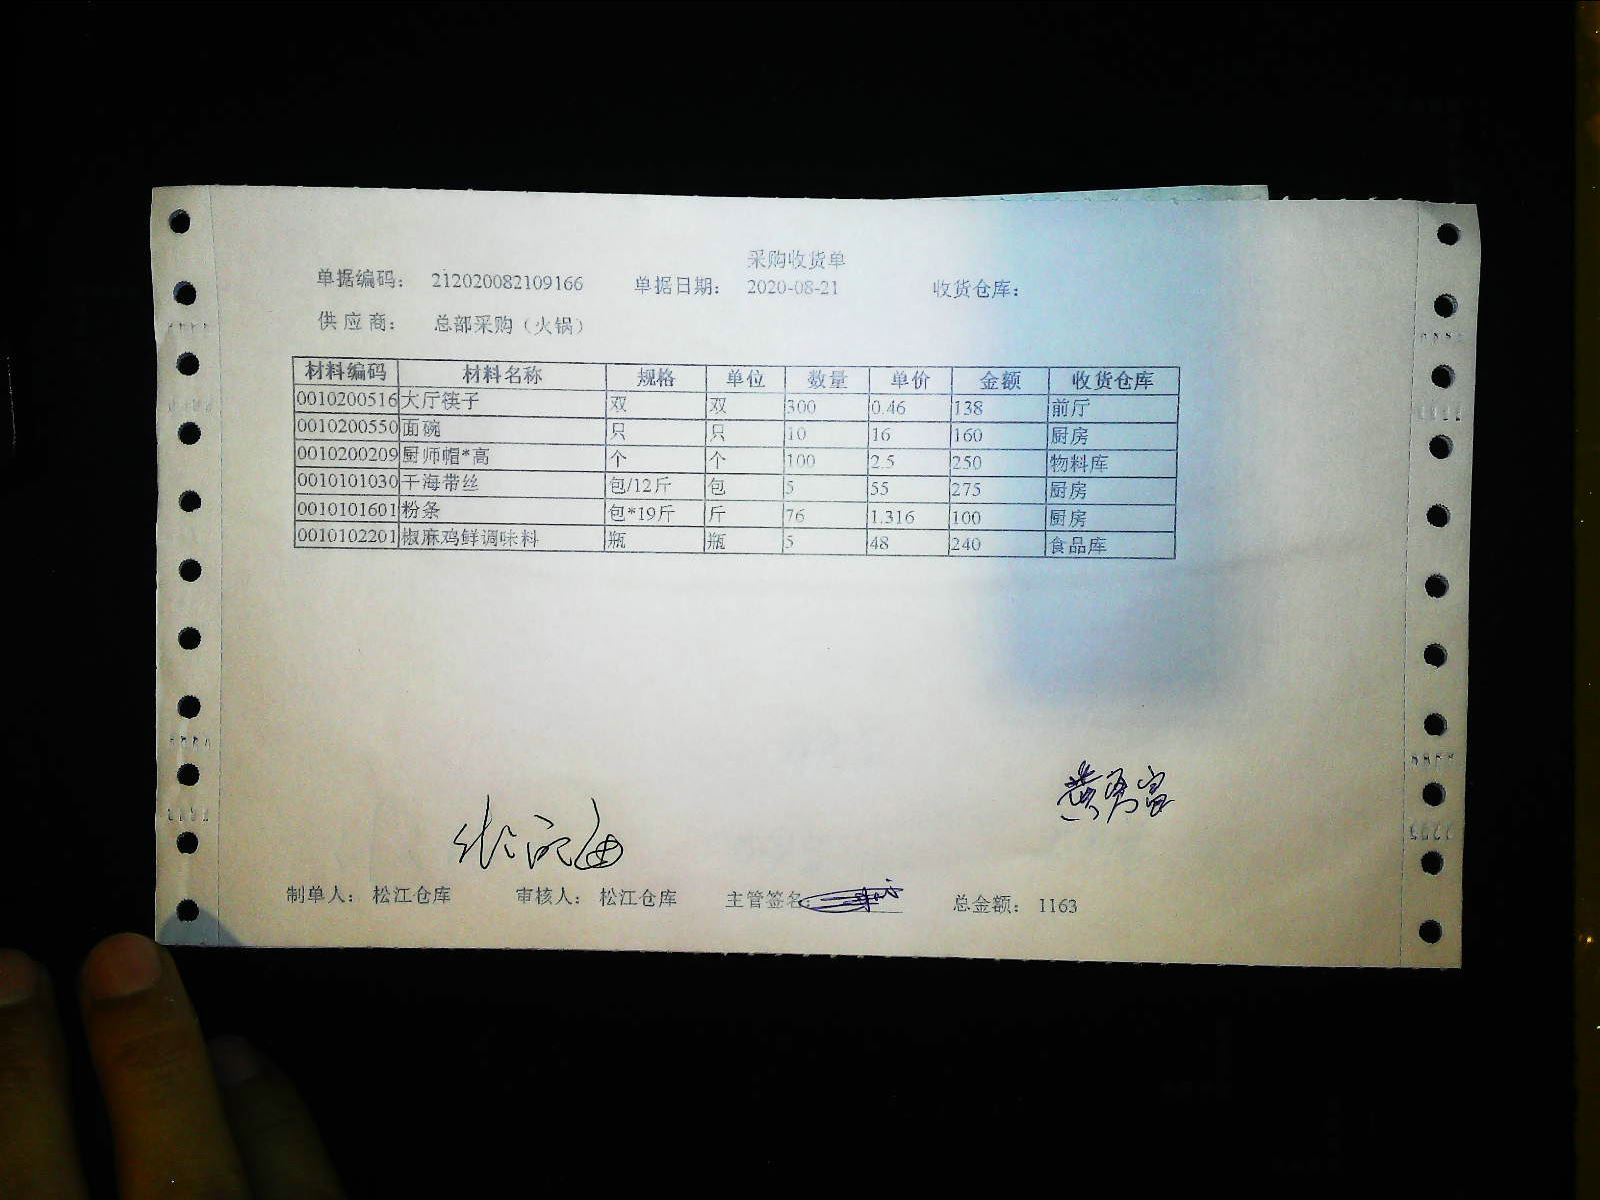 采购收货单
单据编码： 212020082109166 单据日期： 2020-08-21 收货仓库：
供 应 商： 总部采购（火锅）
材料编码 材料名称 规格 单位 数量 单价 金额 收货仓库
0010200516 大厅筷子 双 双 300 0.46 138 前厅
0010200550 面碗 只 只 10 16 160 厨房
0010200209 厨师帽*高 个 个 100 2.5 250 物料库
0010101030 干海带丝 包/12斤 包 5 55 275 厨房
0010101601 粉条 包*19斤 斤 76 1.316 100 厨房
0010102201 椒麻鸡鲜调味料 瓶 瓶 5 48 240 食品库
制单人： 松江仓库 审核人： 松江仓库 主管签名: 总金额： 1163